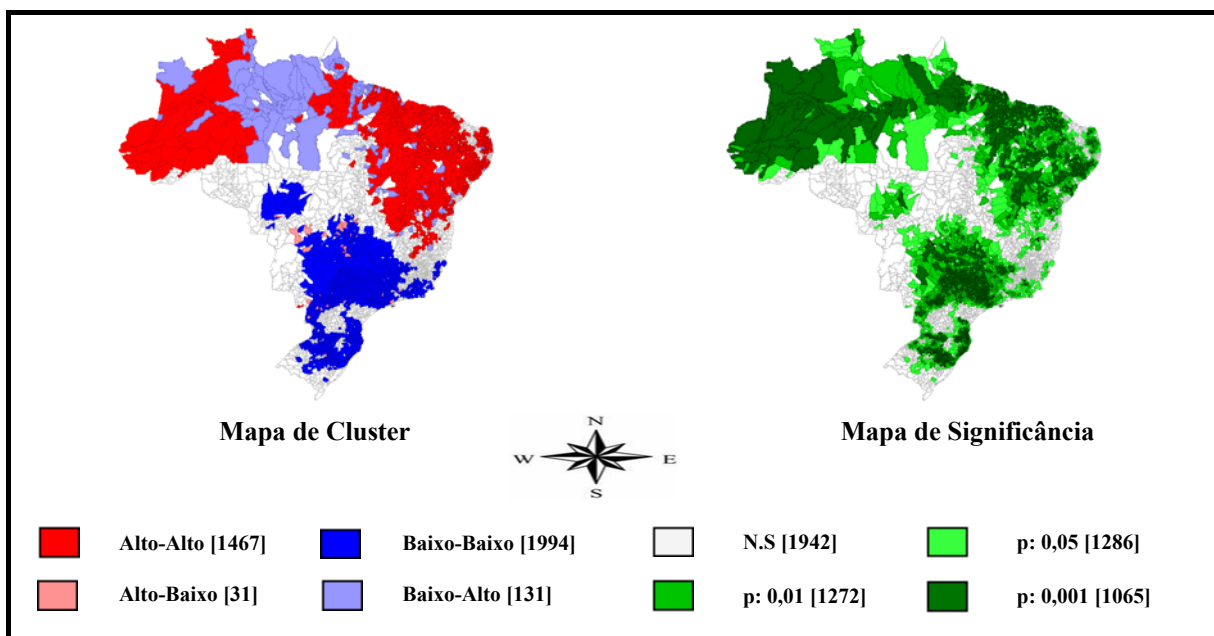 Mapa de Cluster
Mapa de Significância
N
W
E
S
Alto-Alto [1467]
Baixo-Baixo [1994]
N.S [1942]
p: 0,05 [1286]
Alto-Baixo [31]
Baixo-Alto [131]
p: 0,01 [1272]
p: 0,001 [1065]